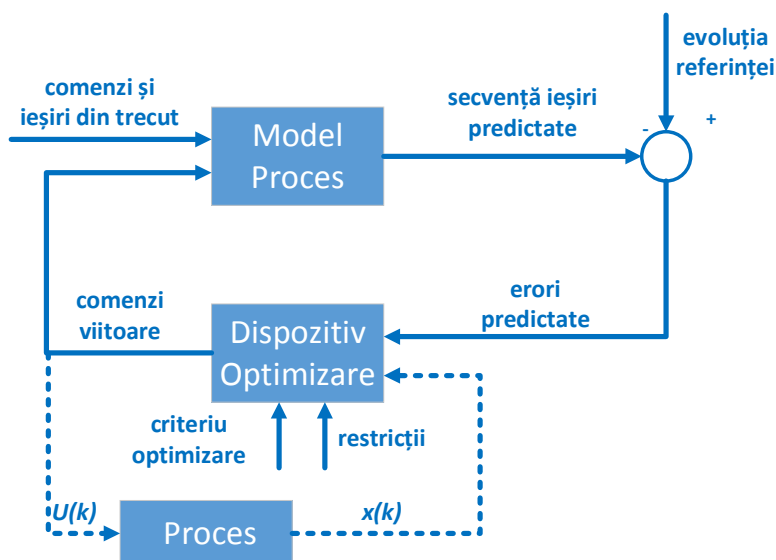 evoluția
referinței
comenzi și
ieșiri din trecut
secvență ieșiri
predictate
Model
Proces
-
+
comenzi
viitoare
erori
predictate
Dispozitiv
Optimizare
criteriu
optimizare
restricții
U(k)
Proces
x(k)